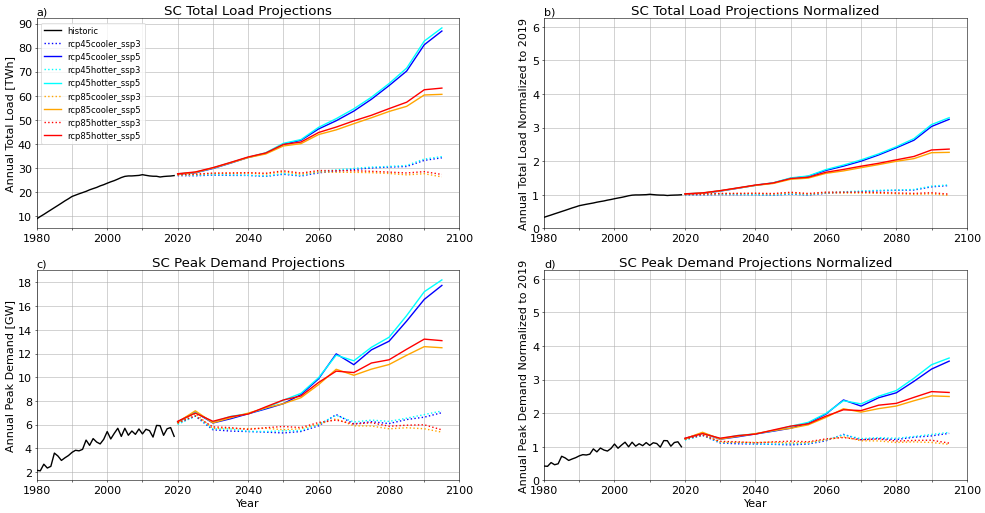 a)
SC Total Load Projections
Annual Total Load [TWh]
90
80
70
60
50
40
30
20
10
historic
rcp45cooler_ssp3
rcp45cooler_ssp5
rcp45hotter_ssp3
rcp45hotter_ssp5
rcp85cooler_ssp3
rcp85cooler_ssp5
rcp85hotter_ssp3
rcp85hotter_ssp5
1980 2000 2020 2040 2060 2080 2100
b)
SC Total Load Projections Normalized
Annual Total Load Normalized to 2019
6
5
4
3
2
1
0
1980 2000 2020 2040 2060 2080 2100
c)
SC Peak Demand Projections
Annual Peak Demand [GW]
18
16
14
12
10
8
6
4
2
1980 2000 2020 2040 2060 2080 2100
Year
d)
SC Peak Demand Projections Normalized
Annual Peak Demand Normalized to 2019
6
5
4
3
2
1
0
1980 2000 2020 2040 2060 2080 2100
Year